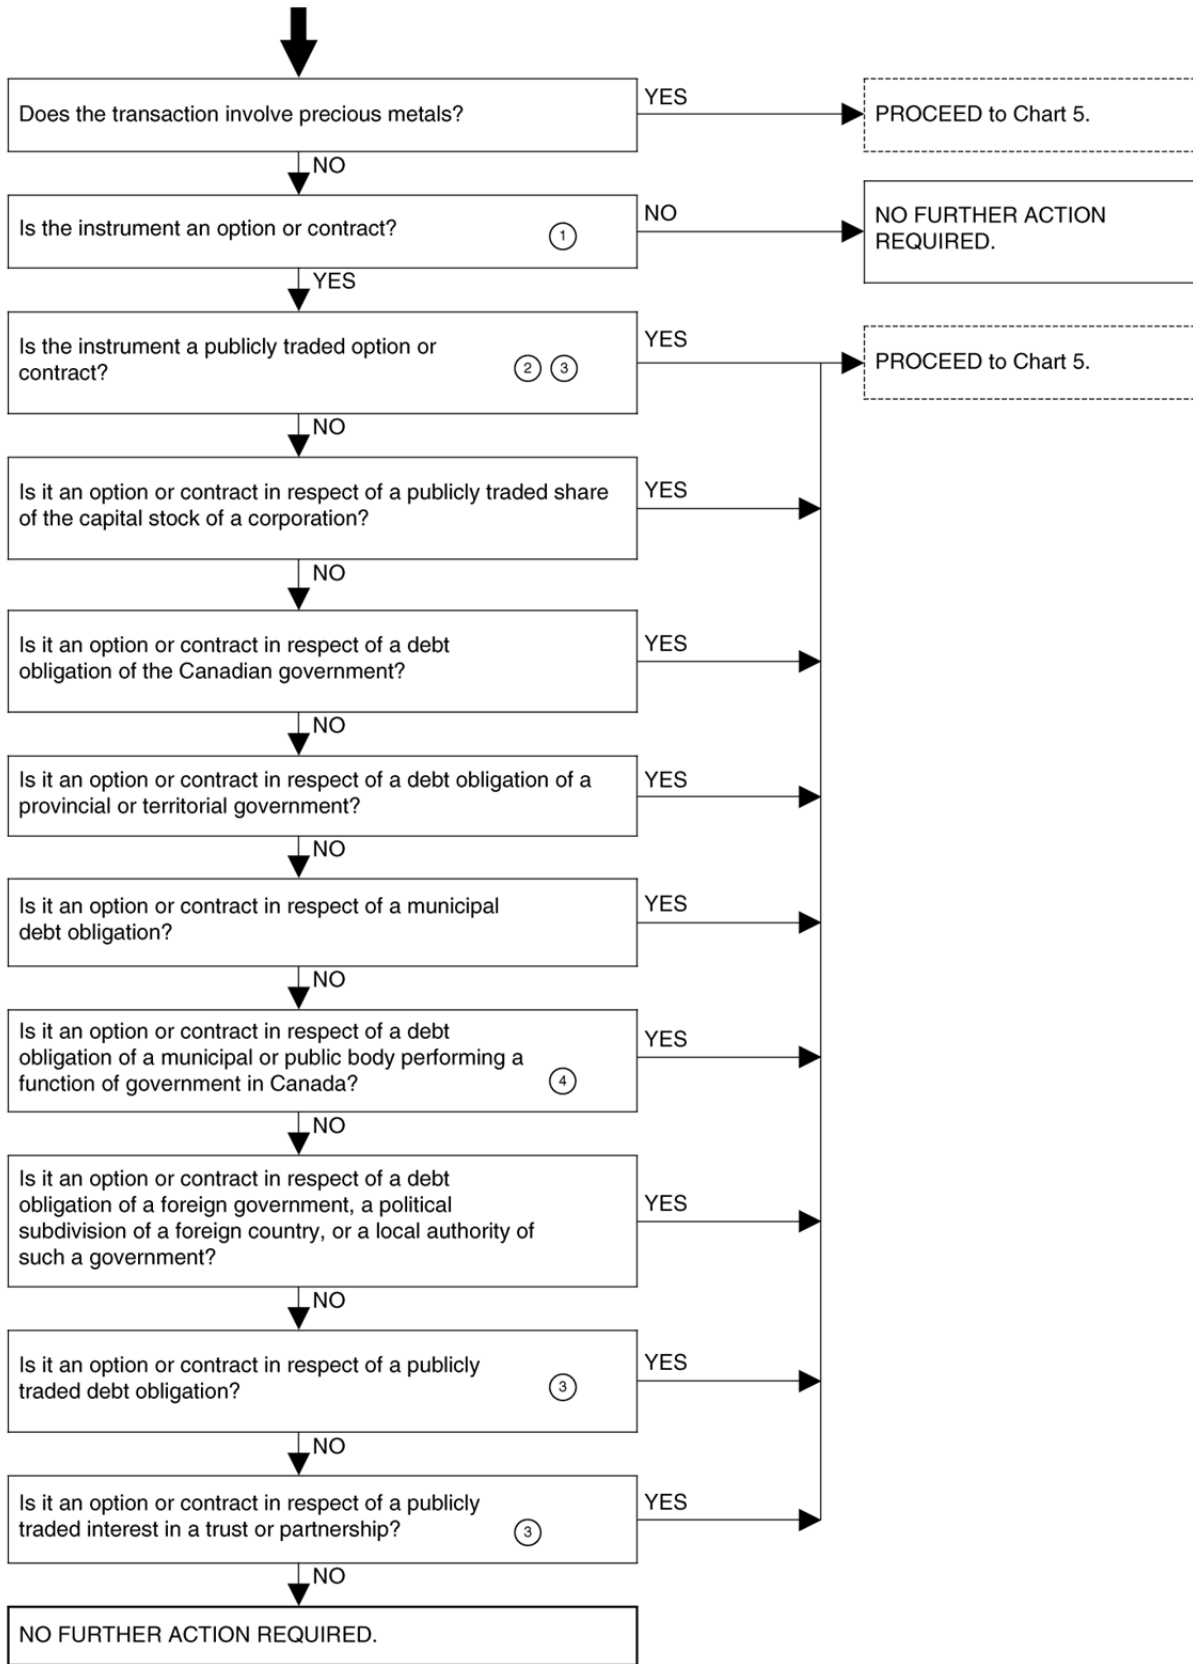 Does the transaction involve precious metals?
YES
PROCEED to Chart 5.
NO
Is the instrument an option or contract?
1
NO
NO FURTHER ACTION
REQUIRED.
YES
Is the instrument a publicly traded option or
contract?
2 3
YES
PROCEED to Chart 5.
NO
Is it an option or contract in respect of a publicly traded share
of the capital stock of a corporation?
YES
NO
Is it an option or contract in respect of a debt
obligation of the Canadian government?
YES
NO
Is it an option or contract in respect of a debt obligation of a
provincial or territorial government?
YES
NO
Is it an option or contract in respect of a municipal
debt obligation?
YES
NO
Is it an option or contract in respect of a debt
obligation of a municipal or public body performing a
function of government in Canada?
4
YES
NO
Is it an option or contract in respect of a debt
obligation of a foreign government, a political
subdivision of a foreign country, or a local authority of
such a government?
YES
NO
Is it an option or contract in respect of a publicly
traded debt obligation?
3
YES
NO
Is it an option or contract in respect of a publicly
traded interest in a trust or partnership?
3
YES
NO
NO FURTHER ACTION REQUIRED.